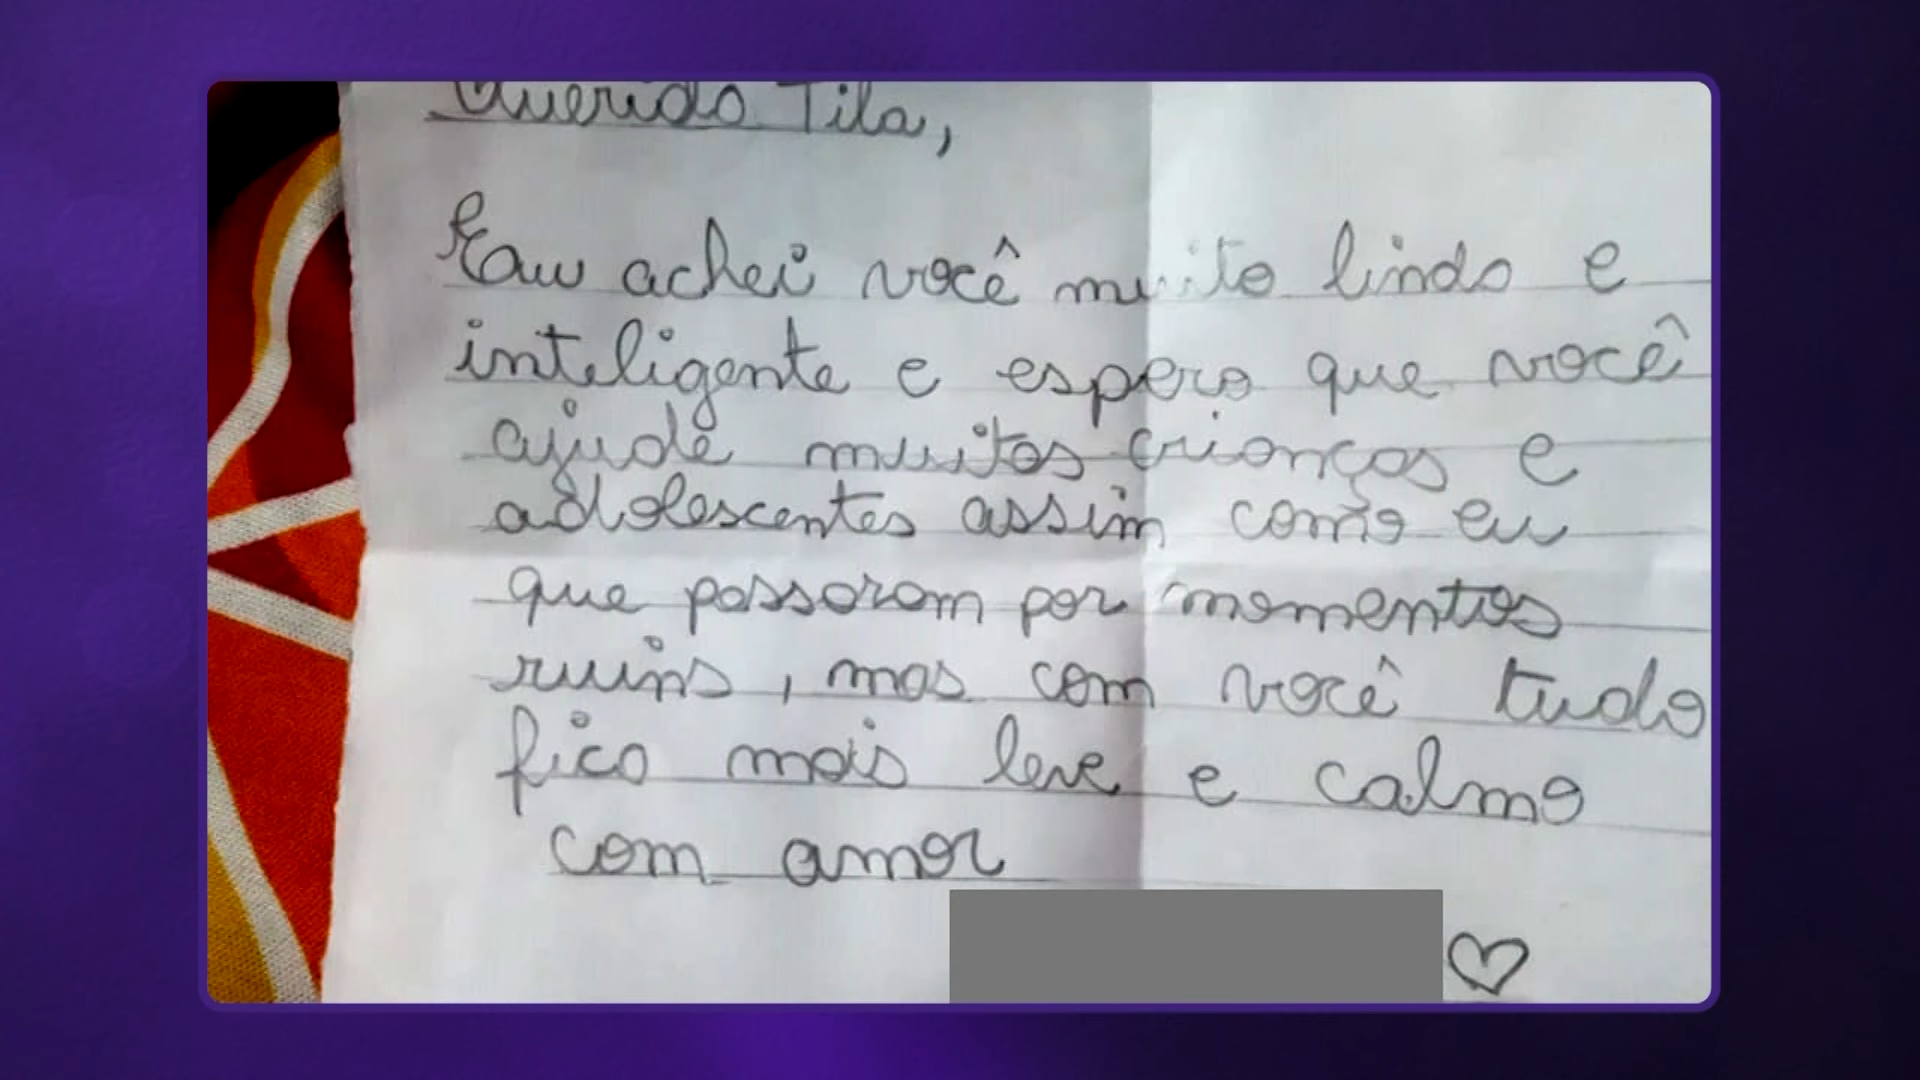 Querido Tila,
Eu achei você muito lindo e
inteligente e espero que você
ajude muitas crianças e
adolescentes assim como eu
que passaram por momentos
ruins, mas com você tudo
fica mais leve e calmo
com amor